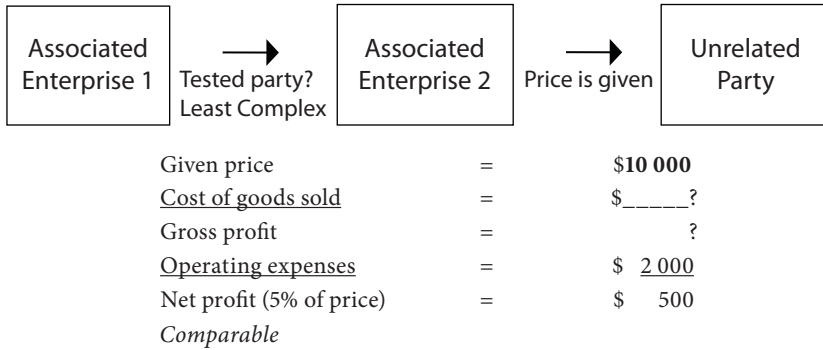 Associated
Enterprise 1
Tested party?
Least Complex
Associated
Enterprise 2
Price is given
Unrelated
Party
Given price = $10 000
Cost of goods sold = $_____?
Gross profit = ?
Operating expenses = $ 2 000
Net profit (5% of price) = $ 500
Comparable